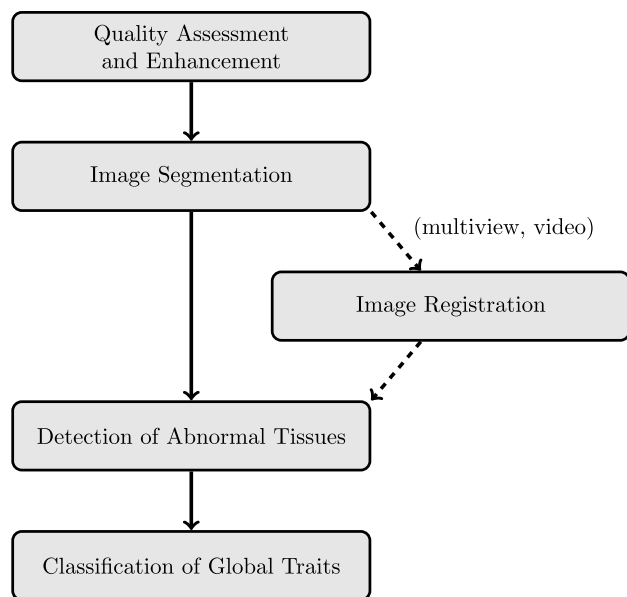 Quality Assessment
and Enhancement
Image Segmentation
(multiview, video)
Image Registration
Detection of Abnormal Tissues
Classification of Global Traits